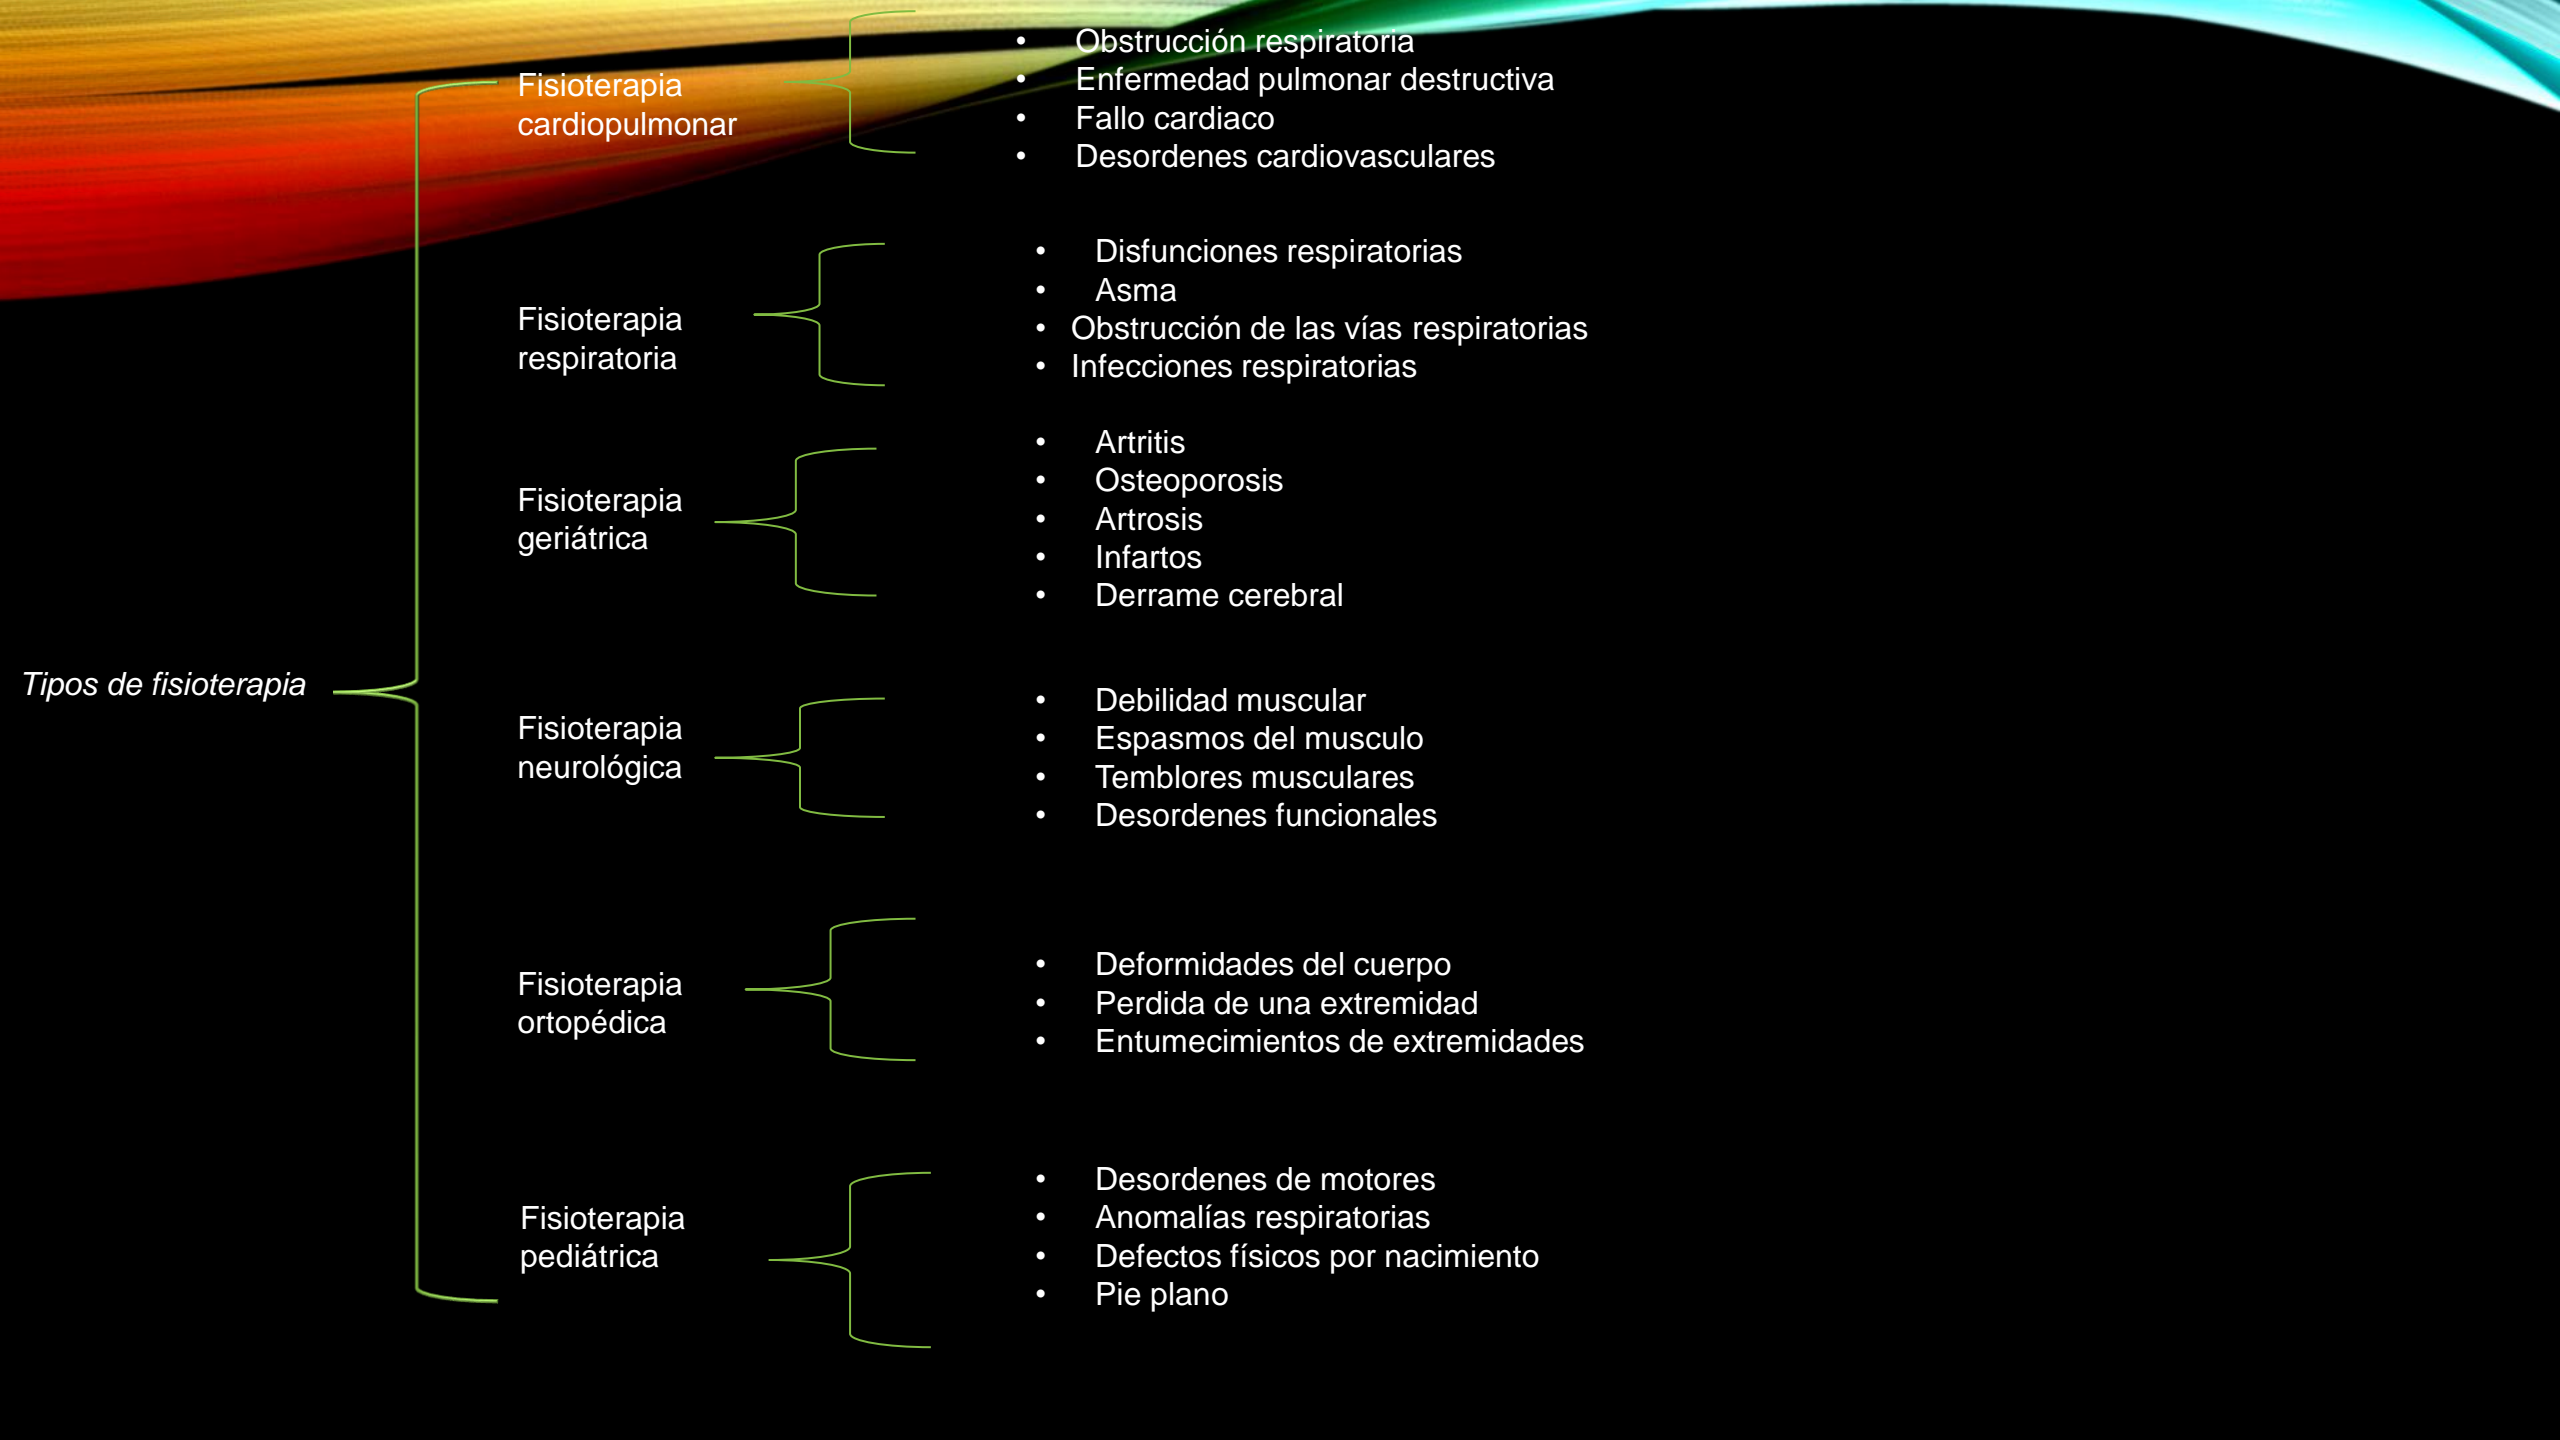 Tipos de fisioterapia
Fisioterapia
cardiopulmonar
• Obstrucción respiratoria
• Enfermedad pulmonar destructiva
• Fallo cardiaco
• Desordenes cardiovasculares
Fisioterapia
respiratoria
• Disfunciones respiratorias
• Asma
• Obstrucción de las vías respiratorias
• Infecciones respiratorias
Fisioterapia
geriátrica
• Artritis
• Osteoporosis
• Artrosis
• Infartos
• Derrame cerebral
Fisioterapia
neurológica
• Debilidad muscular
• Espasmos del musculo
• Temblores musculares
• Desordenes funcionales
Fisioterapia
ortopédica
• Deformidades del cuerpo
• Perdida de una extremidad
• Entumecimientos de extremidades
Fisioterapia
pediátrica
• Desordenes de motores
• Anomalías respiratorias
• Defectos físicos por nacimiento
• Pie plano